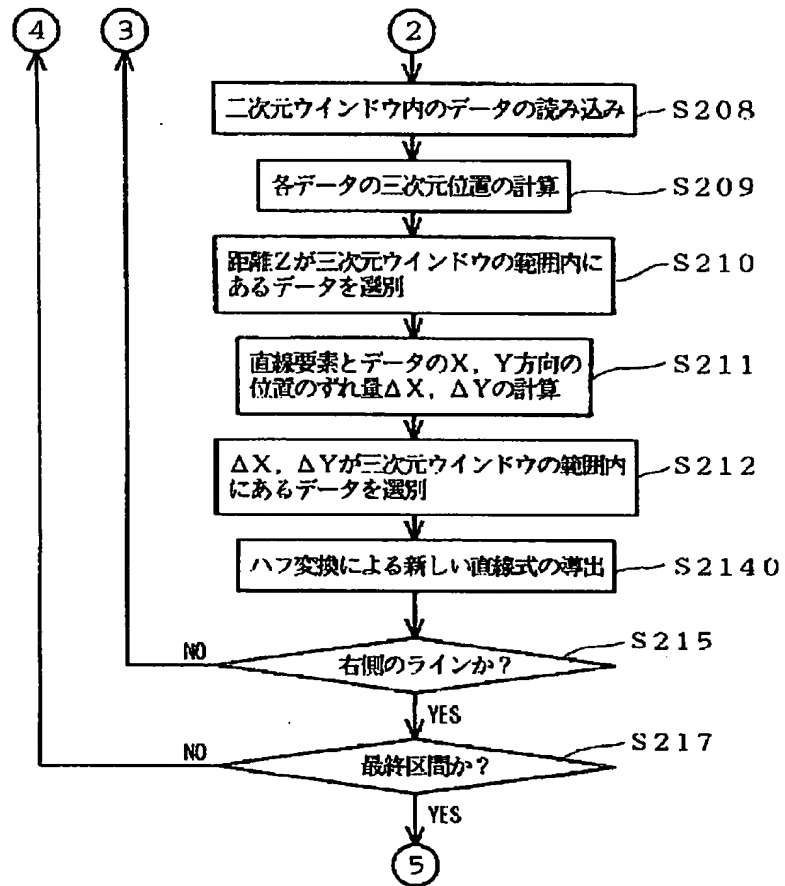 ④
③
②
二次元ウインドウ内のデータの読み込み
S208
各データの三次元位置の計算
S209
距離Zが三次元ウインドウの範囲内に
あるデータを選別
S210
直線要素とデータのX，Y方向の
位置のずれ量ΔX，ΔYの計算
S211
ΔX，ΔYが三次元ウインドウの範囲内
にあるデータを選別
S212
ハフ変換による新しい直線式の導出
S2140
NO
右側のラインか？
S215
YES
NO
最終区間か？
S217
YES
⑤